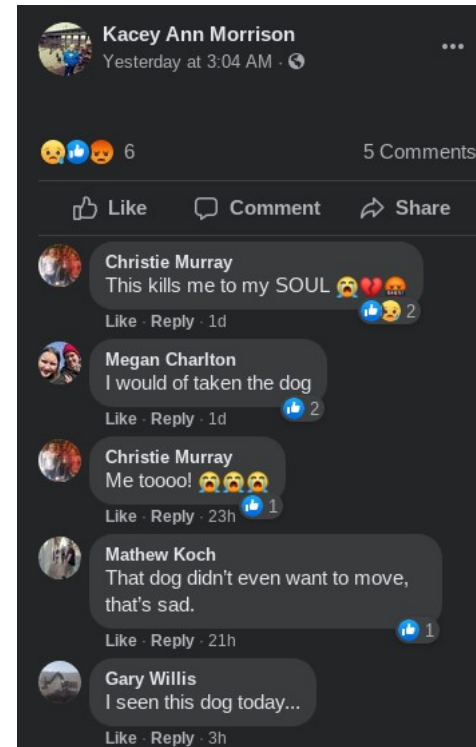 Kacey Ann Morrison
Yesterday at 3:04 AM ·
6
5 Comments
Like
Comment
Share
Christie Murray
This kills me to my SOUL 😭💔🤬
2
Like · Reply · 1d
Megan Charlton
I would of taken the dog
2
Like · Reply · 1d
Christie Murray
Me toooo! 😭😭😭
1
Like · Reply · 23h
Mathew Koch
That dog didn't even want to move,
that's sad.
1
Like · Reply · 21h
Gary Willis
I seen this dog today...
Like · Reply · 3h